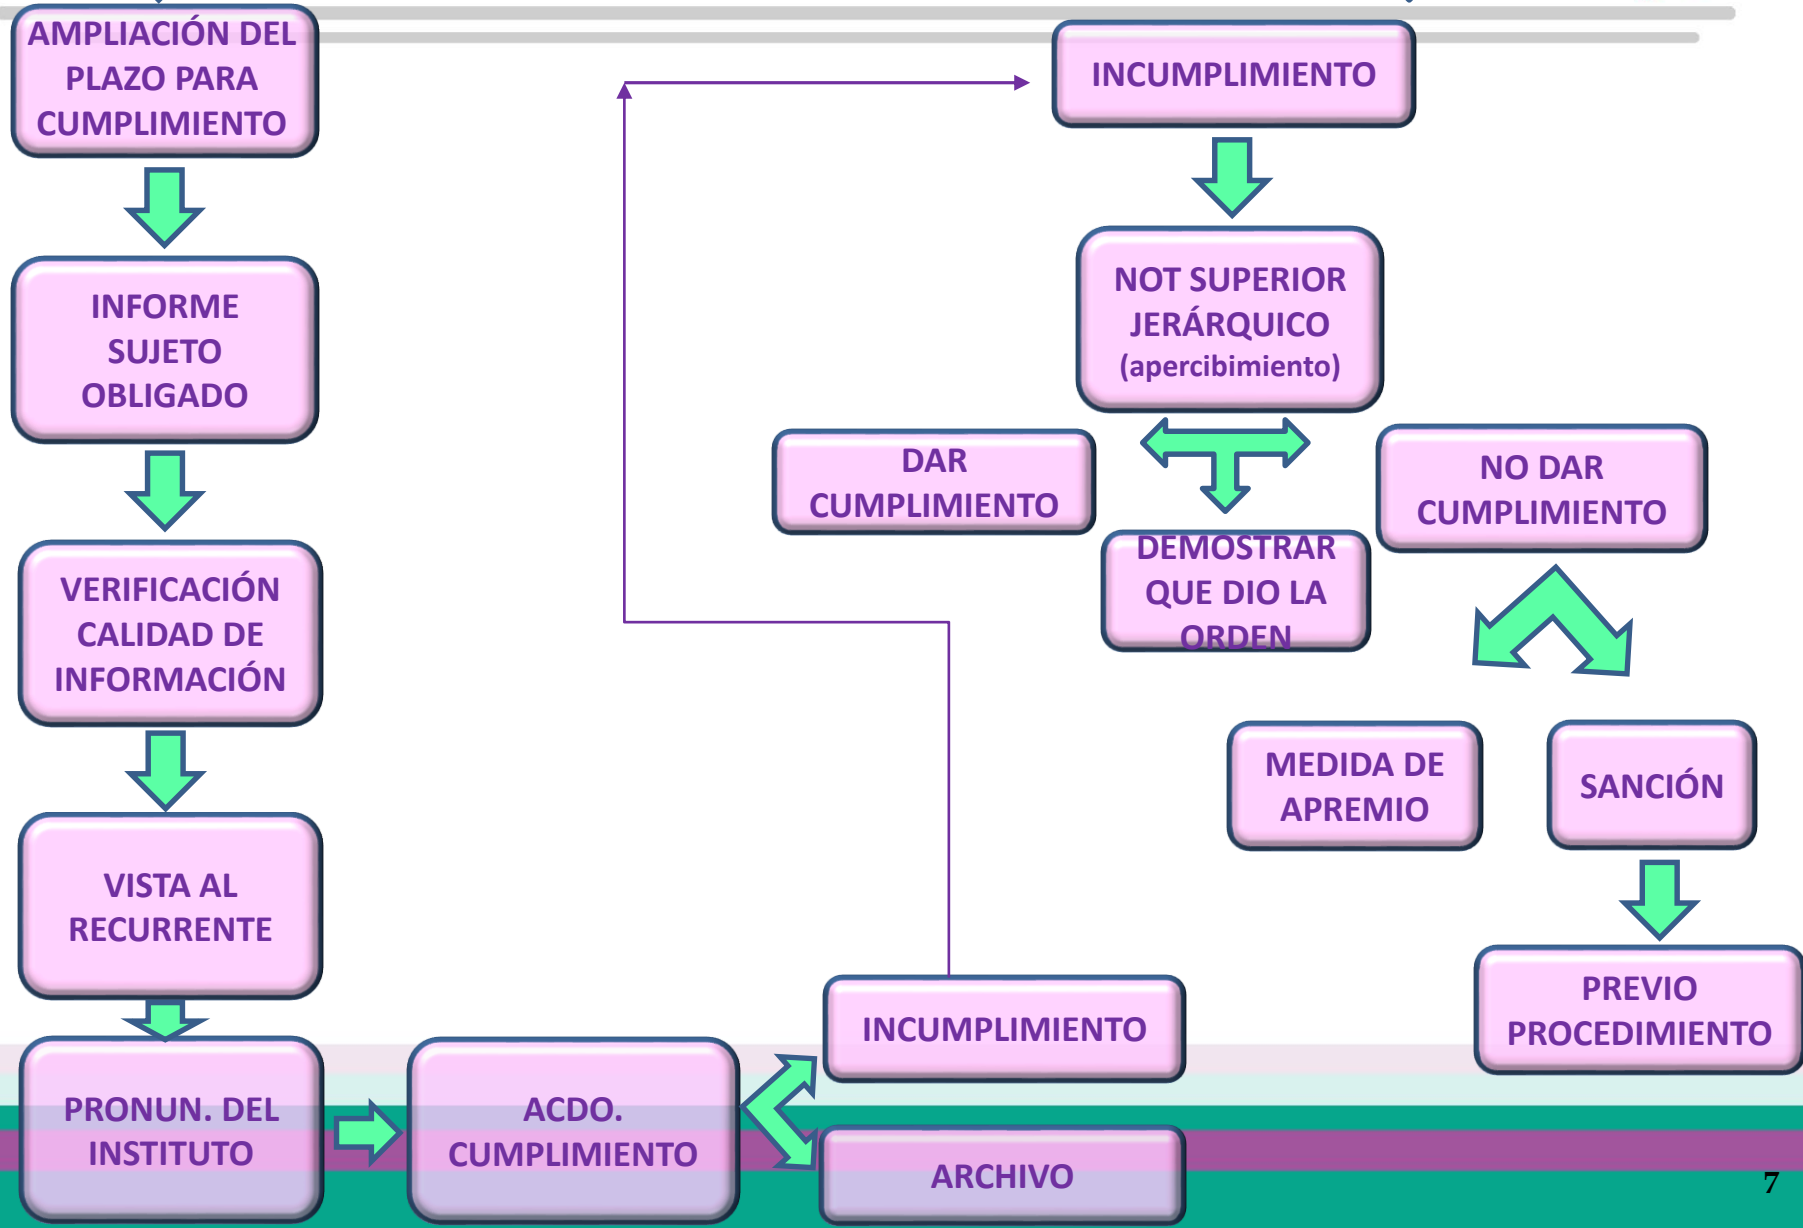 AMPLIACIÓN DEL
PLAZO PARA
CUMPLIMIENTO
INFORME
SUJETO
OBLIGADO
VERIFICACIÓN
CALIDAD DE
INFORMACIÓN
VISTA AL
RECURRENTE
PRONUN. DEL
INSTITUTO
ACDO.
CUMPLIMIENTO
INCUMPLIMIENTO
ARCHIVO
INCUMPLIMIENTO
NOT SUPERIOR
JERÁRQUICO
(apercibimiento)
DAR
CUMPLIMIENTO
DEMOSTRAR
QUE DIO LA
ORDEN
NO DAR
CUMPLIMIENTO
MEDIDA DE
APREMIO
SANCIÓN
PREVIO
PROCEDIMIENTO
7